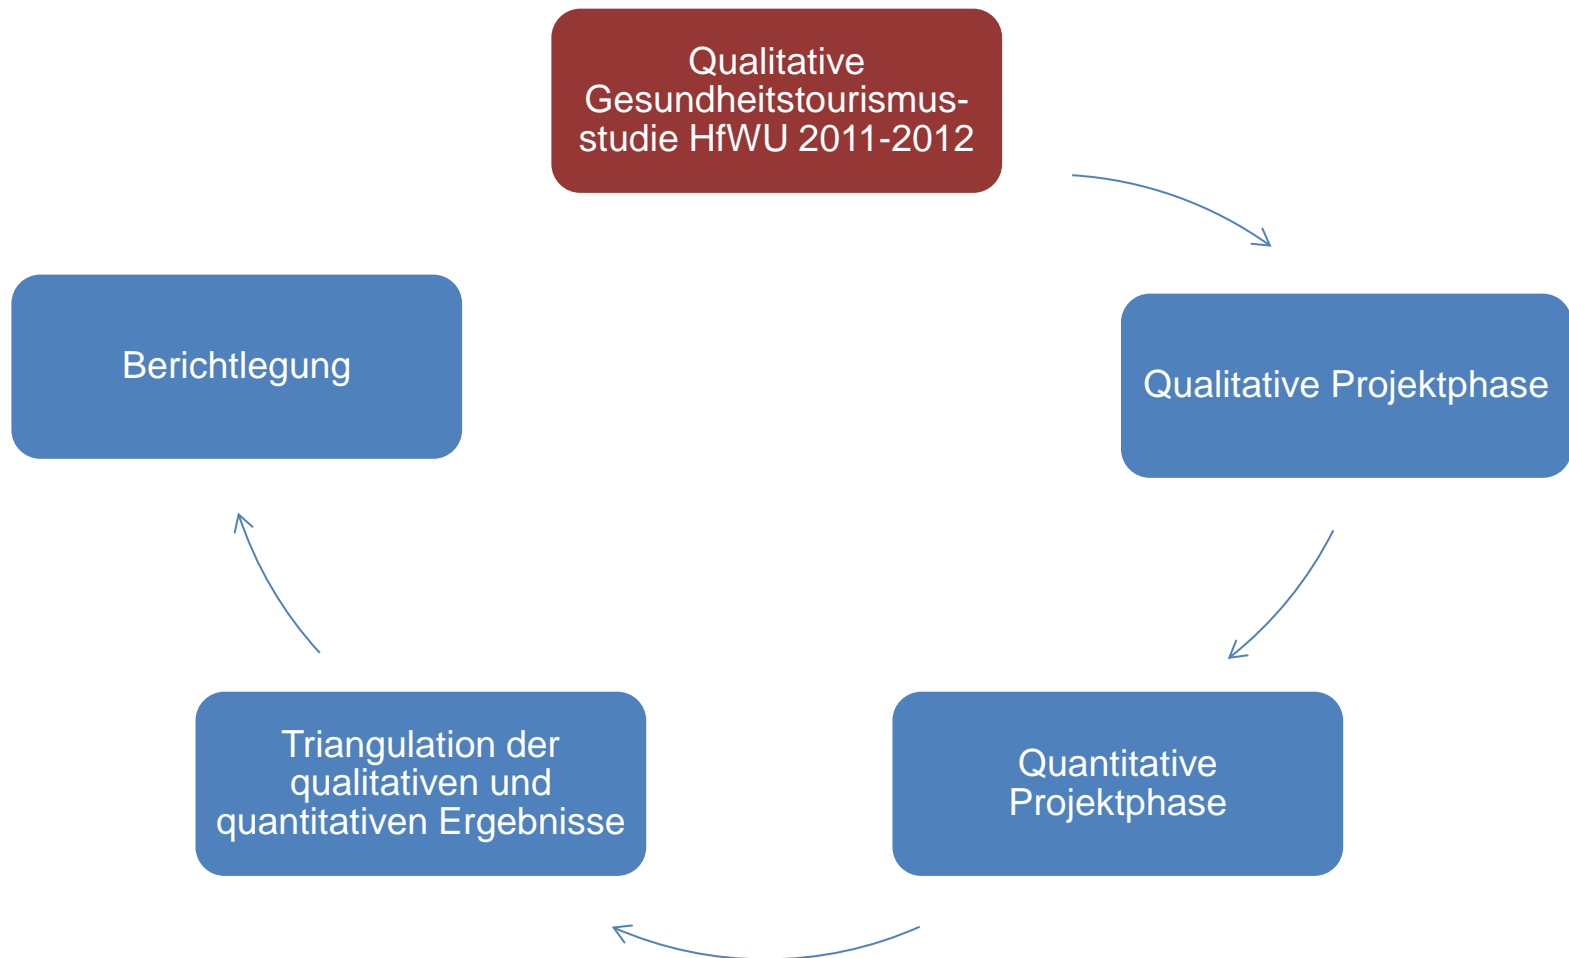 Qualitative
Gesundheitstourismus-
studie HfWU 2011-2012
Qualitative Projektphase
Quantitative
Projektphase
Triangulation der
qualitativen und
quantitativen Ergebnisse
Berichtlegung